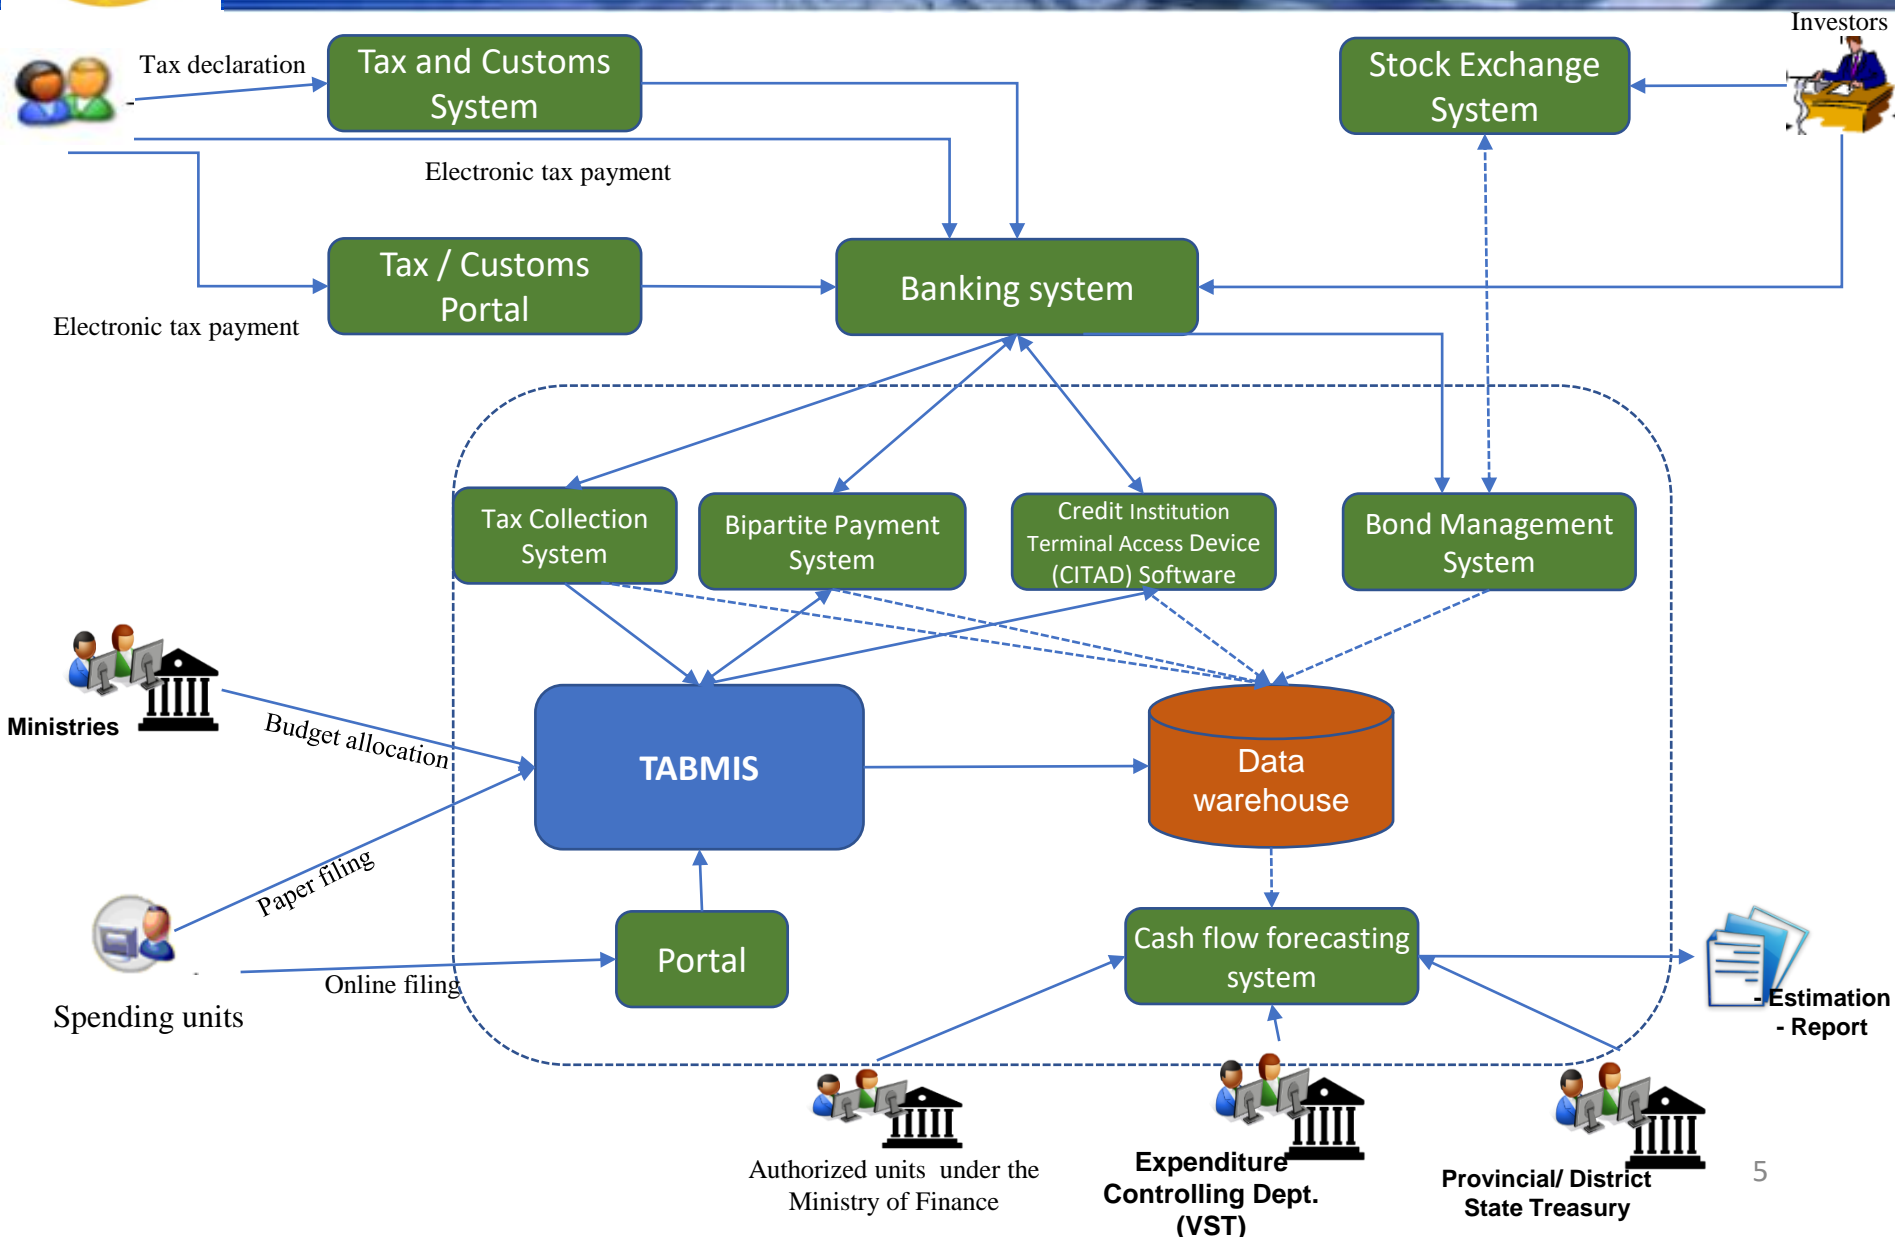 Investors
Tax declaration
Tax and Customs
System
Stock Exchange
System
Electronic tax payment
Tax / Customs
Portal
Banking system
Electronic tax payment
Tax Collection
System
Bipartite Payment
System
Credit Institution
Terminal Access Device
(CITAD) Software
Bond Management
System
Ministries
Budget allocation
TABMIS
Data
warehouse
Paper filing
Portal
Cash flow forecasting
system
Online filing
Spending units
- Estimation
- Report
Authorized units under the
Ministry of Finance
Expenditure
Controlling Dept.
(VST)
Provincial/ District
State Treasury
5